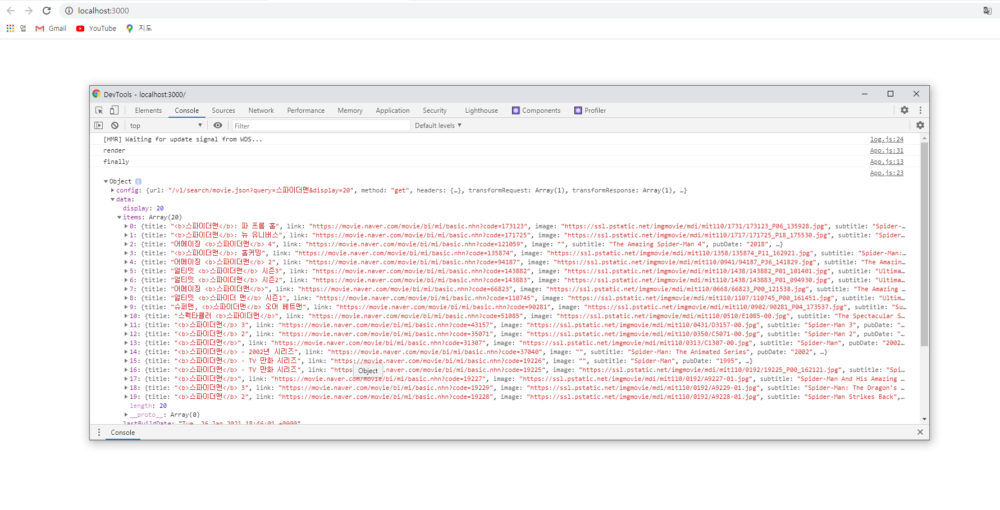 localhost:3000
앱 Gmail YouTube 지도
DevTools - localhost:3000/
Elements Console Sources Network Performance Memory Application Security Lighthouse Components Profiler
top Filter Default levels
[HMR] Waiting for update signal from WDS... log.js:24
render App.js:31
finally App.js:13
App.js:23
Object i
config: {url: "/v1/search/movie.json?query=스파이더맨&display=20", method: "get", headers: {…}, transformRequest: Array(1), transformResponse: Array(1), …}
data:
display: 20
items: Array(20)
0: {title: "<b>스파이더맨</b>: 파 프롬 홈", link: "https://movie.naver.com/movie/bi/mi/basic.nhn?code=173123", image: "https://ssl.pstatic.net/imgmovie/mdi/mit110/1731/173123_P06_135928.jpg", subtitle: "Spider-…
1: {title: "<b>스파이더맨</b>: 뉴 유니버스", link: "https://movie.naver.com/movie/bi/mi/basic.nhn?code=171725", image: "https://ssl.pstatic.net/imgmovie/mdi/mit110/1717/171725_P18_175530.jpg", subtitle: "Spider…
2: {title: "어메이징 <b>스파이더맨</b> 4", link: "https://movie.naver.com/movie/bi/mi/basic.nhn?code=121059", image: "", subtitle: "The Amazing Spider-Man 4", pubDate: "2018", …}
3: {title: "<b>스파이더맨</b>: 홈커밍", link: "https://movie.naver.com/movie/bi/mi/basic.nhn?code=135874", image: "https://ssl.pstatic.net/imgmovie/mdi/mit110/1358/135874_P11_162921.jpg", subtitle: "Spider-Man:…
4: {title: "어메이징 <b>스파이더맨</b> 2", link: "https://movie.naver.com/movie/bi/mi/basic.nhn?code=94187", image: "https://ssl.pstatic.net/imgmovie/mdi/mit110/0941/94187_P36_141829.jpg", subtitle: "The Amazin…
5: {title: "얼티밋 <b>스파이더맨</b> 시즌3", link: "https://movie.naver.com/movie/bi/mi/basic.nhn?code=143882", image: "https://ssl.pstatic.net/imgmovie/mdi/mit110/1438/143882_P01_101401.jpg", subtitle: "Ultima…
6: {title: "얼티밋 <b>스파이더맨</b> 시즌2", link: "https://movie.naver.com/movie/bi/mi/basic.nhn?code=143883", image: "https://ssl.pstatic.net/imgmovie/mdi/mit110/1438/143883_P01_094930.jpg", subtitle: "Ultima…
7: {title: "어메이징 <b>스파이더맨</b>", link: "https://movie.naver.com/movie/bi/mi/basic.nhn?code=66823", image: "https://ssl.pstatic.net/imgmovie/mdi/mit110/0668/66823_P00_121538.jpg", subtitle: "The Amazing …
8: {title: "얼티밋 <b>스파이더 맨</b> 시즌1", link: "https://movie.naver.com/movie/bi/mi/basic.nhn?code=110745", image: "https://ssl.pstatic.net/imgmovie/mdi/mit110/1107/110745_P00_161451.jpg", subtitle: "Ultim…
9: {title: "슈퍼맨, <b>스파이더맨</b> 오어 베트맨", link: "https://movie.naver.com/movie/bi/mi/basic.nhn?code=90281", image: "https://ssl.pstatic.net/imgmovie/mdi/mit110/0902/90281_P04_173537.jpg", subtitle: "Su…
10: {title: "스펙타큘러 <b>스파이더맨</b>", link: "https://movie.naver.com/movie/bi/mi/basic.nhn?code=51085", image: "https://ssl.pstatic.net/imgmovie/mdi/mit110/0510/E1085-00.jpg", subtitle: "The Spectacular S…
11: {title: "<b>스파이더맨</b> 3", link: "https://movie.naver.com/movie/bi/mi/basic.nhn?code=43157", image: "https://ssl.pstatic.net/imgmovie/mdi/mit110/0431/D3157-00.jpg", subtitle: "Spider-Man 3", pubDate: "…
12: {title: "<b>스파이더맨</b> 2", link: "https://movie.naver.com/movie/bi/mi/basic.nhn?code=35071", image: "https://ssl.pstatic.net/imgmovie/mdi/mit110/0350/C5071-00.jpg", subtitle: "Spider-Man 2", pubDate: "…
13: {title: "<b>스파이더맨</b>", link: "https://movie.naver.com/movie/bi/mi/basic.nhn?code=31307", image: "https://ssl.pstatic.net/imgmovie/mdi/mit110/0313/C1307-00.jpg", subtitle: "Spider-Man", pubDate: "2002…
14: {title: "<b>스파이더맨</b> - 2002년 시리즈", link: "https://movie.naver.com/movie/bi/mi/basic.nhn?code=37040", image: "", subtitle: "Spider-Man: The Animated Series", pubDate: "2002", …}
15: {title: "<b>스파이더맨</b> - TV 만화 시리즈", link: "https://movie.naver.com/movie/bi/mi/basic.nhn?code=19226", image: "", subtitle: "Spider-Man", pubDate: "1995", …}
16: {title: "<b>스파이더맨</b> - TV 만화 시리즈", link: "https Object .naver.com/movie/bi/mi/basic.nhn?code=19225", image: "https://ssl.pstatic.net/imgmovie/mdi/mit110/0192/19225_P00_162121.jpg", subtitle: "Spi…
17: {title: "<b>스파이더맨</b>", link: "https://movie.naver.com/movie/bi/mi/basic.nhn?code=19227", image: "https://ssl.pstatic.net/imgmovie/mdi/mit110/0192/A9227-01.jpg", subtitle: "Spider-Man And His Amazing …
18: {title: "<b>스파이더맨</b> 3", link: "https://movie.naver.com/movie/bi/mi/basic.nhn?code=19229", image: "https://ssl.pstatic.net/imgmovie/mdi/mit110/0192/A9229-01.jpg", subtitle: "Spider-Man: The Dragon's …
19: {title: "<b>스파이더맨</b> 2", link: "https://movie.naver.com/movie/bi/mi/basic.nhn?code=19228", image: "https://ssl.pstatic.net/imgmovie/mdi/mit110/0192/A9228-01.jpg", subtitle: "Spider-Man Strikes Back",…
length: 20
__proto__: Array(0)
lastBuildDate: "Tue, 26 Jan 2021 18:46:01 +0900"
Console